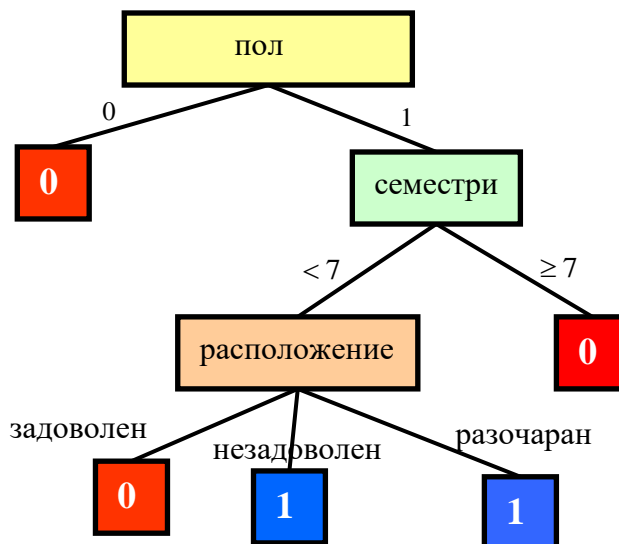 пол
0
1
0
семестри
< 7
≥ 7
расположение
0
задоволен
незадоволен
разочаран
0
1
1